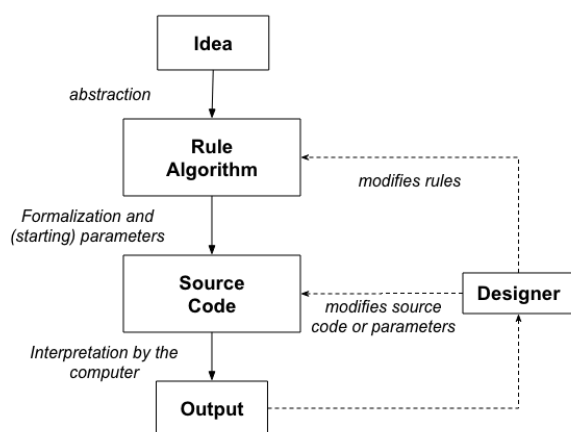 Idea
abstraction
Rule
Algorithm
modifies rules
Formalization and
(starting) parameters
Source
Code
modifies source
code or parameters
Designer
Interpretation by the
computer
Output